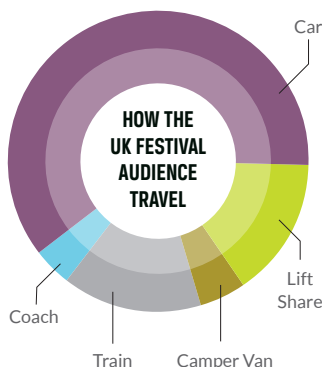 Car
HOW THE
UK FESTIVAL
AUDIENCE
TRAVEL
Lift
Share
Coach
Train
Camper Van